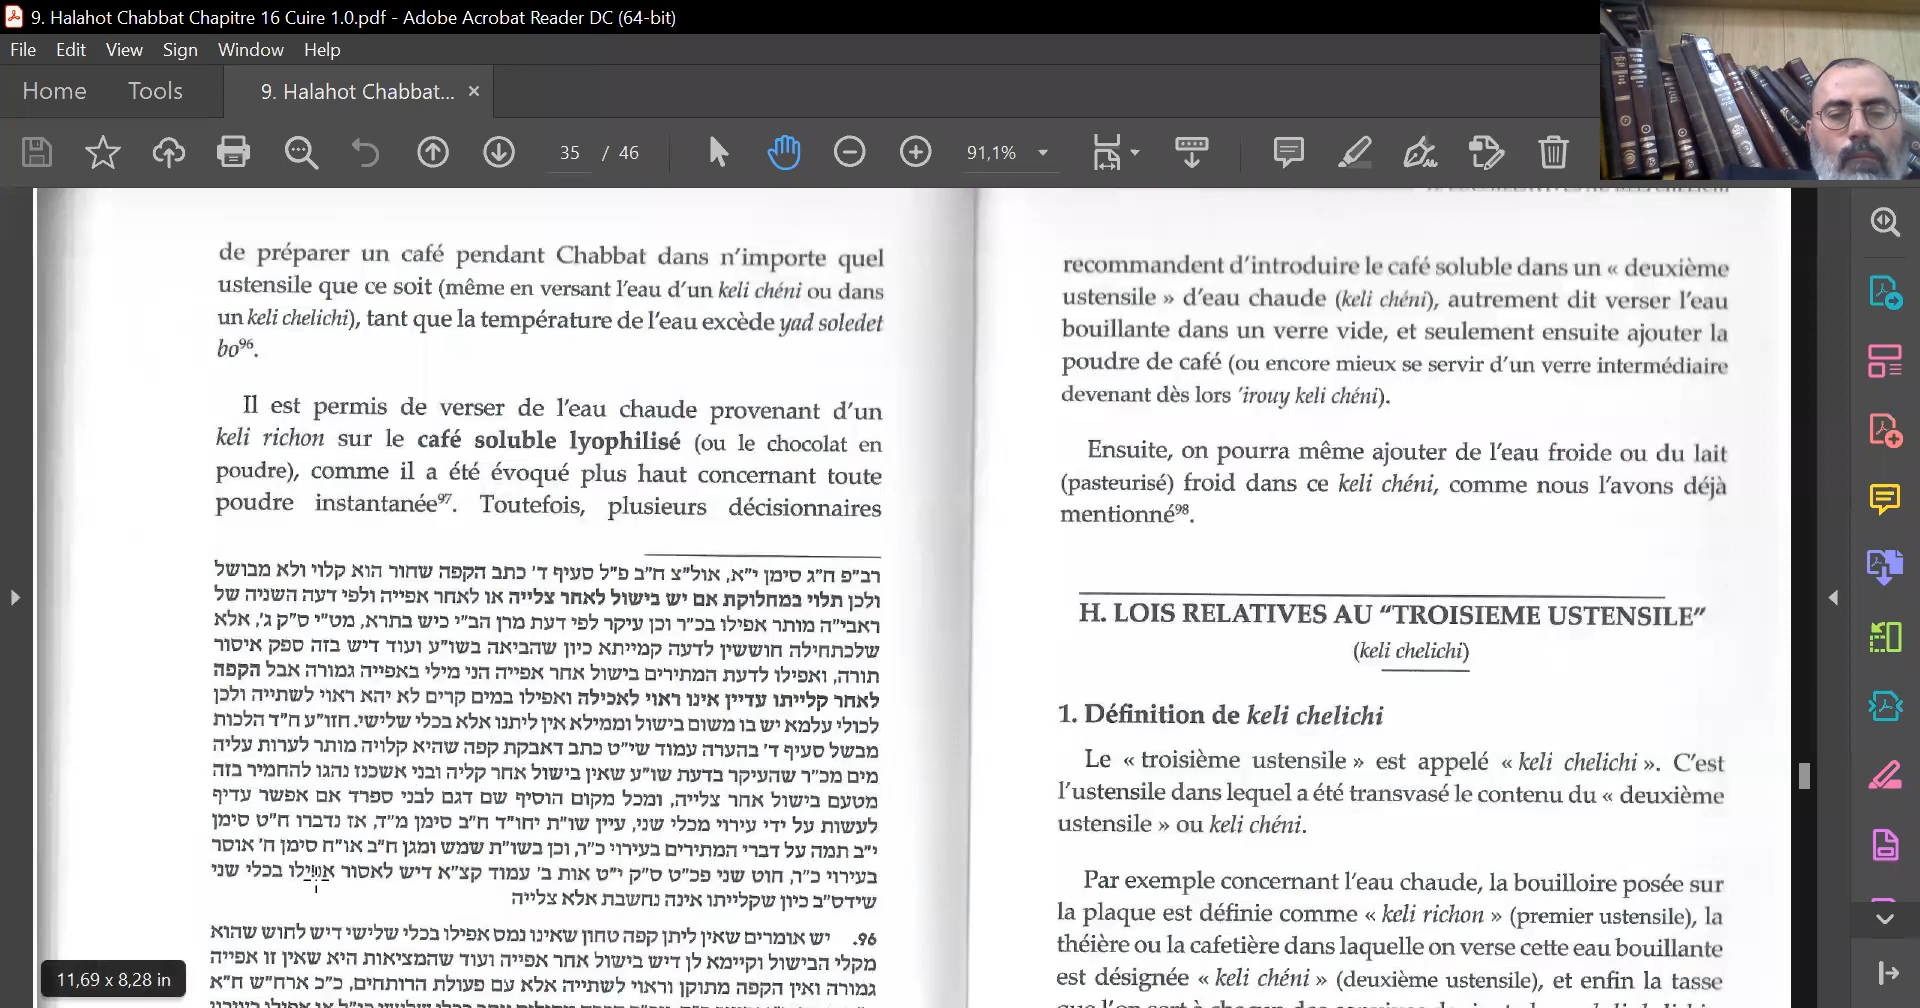 9. Halahot Chabbat Chapitre 16 Cuire 1.0.pdf - Adobe Acrobat Reader DC (64-bit)
File Edit View Sign Window Help
Home Tools 9. Halahot Chabbat... ×
35 / 46 91,1%
de préparer un café pendant Chabbat dans n'importe quel
ustensile que ce soit (même en versant l'eau d'un keli chéni ou dans
un keli chelichi), tant que la température de l'eau excède yad soledet
bo⁹⁶.
Il est permis de verser de l'eau chaude provenant d'un
keli richon sur le café soluble lyophilisé (ou le chocolat en
poudre), comme il a été évoqué plus haut concernant toute
poudre instantanée⁹⁷. Toutefois, plusieurs décisionnaires
רב"פ ח"ג סימן י"א, אול"צ ח"ב פ"ל סעיף ד' כתב הקפה שחור הוא קלוי ולא מבושל
ולכן תלוי במחלוקת אם יש בישול לאחר צלייה או לאחר אפייה ולפי דעה השניה של
ראבי"ה מותר אפילו בכ"ר וכן עיקר לפי דעת מרן הב"י כיש בתרא, מט"י ס"ק ג', אלא
שלכתחילה חוששין לדעה קמייתא כיון שהביאה בשו"ע ועוד דיש בזה ספק איסור
תורה, ואפילו לדעת המתירים בישול אחר אפייה הני מילי באפייה גמורה אבל הקפה
לאחר קלייתו עדיין אינו ראוי לאכילה ואפילו במים קרים לא יהא ראוי לשתייה ולכן
לכולי עלמא יש בו משום בישול וממילא אין ליתנו אלא בכלי שלישי. חזו"ע ח"ד הלכות
מבשל סעיף ד' בהערה עמוד שי"ט כתב דאבקת קפה שהיא קלויה מותר לערות עליה
מים מכ"ר שהעיקר בדעת שו"ע שאין בישול אחר קליה ובני אשכנז נהגו להחמיר בזה
מטעם בישול אחר צלייה, ומכל מקום הוסיף שם דגם לבני ספרד אם אפשר עדיף
לעשות על ידי עירוי מכלי שני, עיין שו"ת יחו"ד ח"ב סימן מ"ד, אז נדברו ח"ט סימן
י"ב תמה על דברי המתירים בעירוי כ"ר, וכן בשו"ת שמש ומגן ח"ב או"ח סימן ח' אוסר
בעירוי כ"ר, חוט שני פכ"ט ס"ק י"ט אות ב' עמוד קצ"א דיש לאסור אפילו בכלי שני
שידס"ב כיון שקלייתו אינה נחשבת אלא צלייה
96. יש אומרים שאין ליתן קפה טחון שאינו נמס אפילו בכלי שלישי דיש לחוש שהוא
מקלי הבישול וקיימא לן דיש בישול אחר אפייה ועוד שהמציאות היא שאין זו אפייה
גמורה ואין הקפה מתוקן וראוי לשתייה אלא עם פעולת הרותחים, כ"כ ארח"ש ח"א
11,69 x 8,28 in
recommandent d'introduire le café soluble dans un « deuxième
ustensile » d'eau chaude (keli chéni), autrement dit verser l'eau
bouillante dans un verre vide, et seulement ensuite ajouter la
poudre de café (ou encore mieux se servir d'un verre intermédiaire
devenant dès lors 'irouy keli chéni).
Ensuite, on pourra même ajouter de l'eau froide ou du lait
(pasteurisé) froid dans ce keli chéni, comme nous l'avons déjà
mentionné⁹⁸.
H. LOIS RELATIVES AU "TROISIEME USTENSILE"
(keli chelichi)
1. Définition de keli chelichi
Le « troisième ustensile » est appelé « keli chelichi ». C'est
l'ustensile dans lequel a été transvasé le contenu du « deuxième
ustensile » ou keli chéni.
Par exemple concernant l'eau chaude, la bouilloire posée sur
la plaque est définie comme « keli richon » (premier ustensile), la
théière ou la cafetière dans laquelle on verse cette eau bouillante
est désignée « keli chéni » (deuxième ustensile), et enfin la tasse